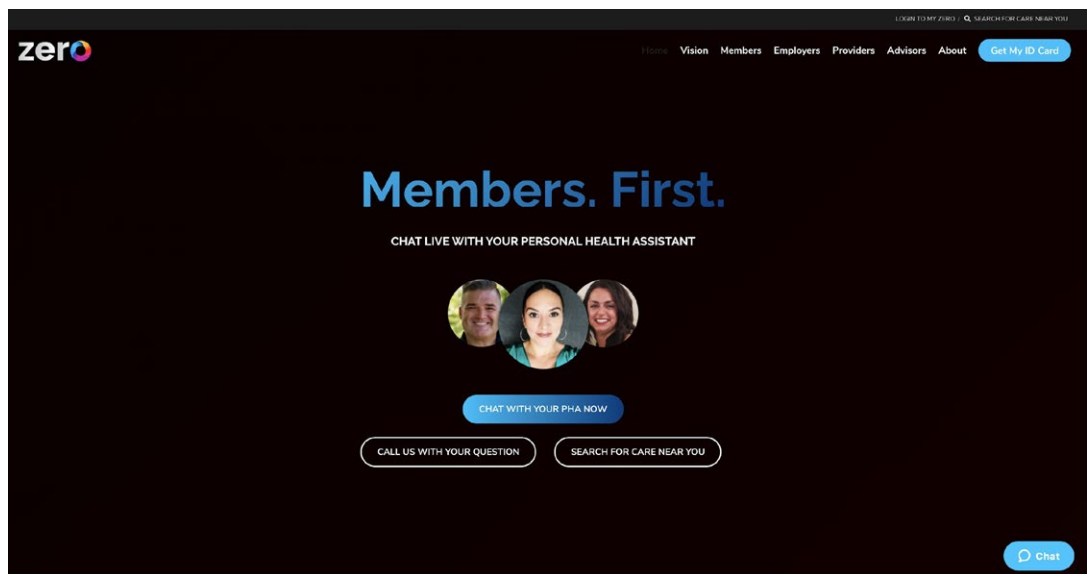 LOGIN TO MY ZERO / SEARCH FOR CARE NEAR YOU
zero
Home Vision Members Employers Providers Advisors About Get My ID Card
Members. First.
CHAT LIVE WITH YOUR PERSONAL HEALTH ASSISTANT
CHAT WITH YOUR PHA NOW
CALL US WITH YOUR QUESTION SEARCH FOR CARE NEAR YOU
Chat